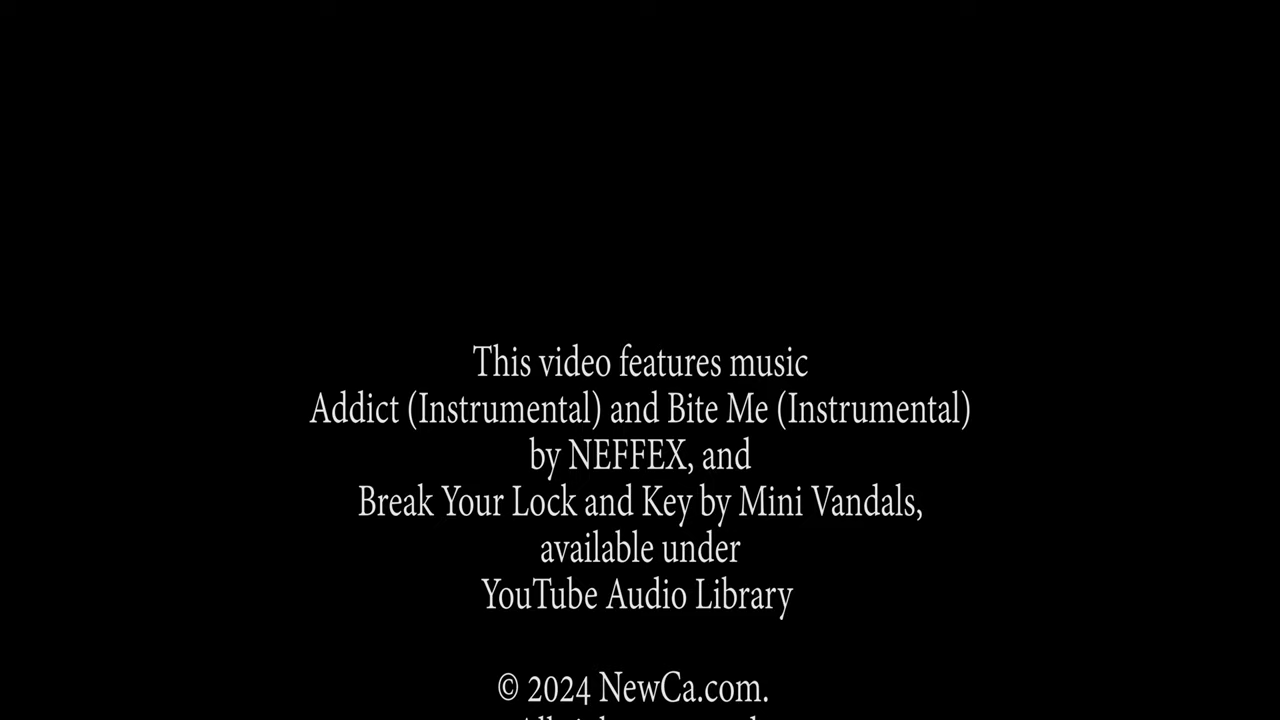 This video features music
Addict (Instrumental) and Bite Me (Instrumental)
by NEFFEX, and
Break Your Lock and Key by Mini Vandals,
available under
YouTube Audio Library
© 2024 NewCa.com.